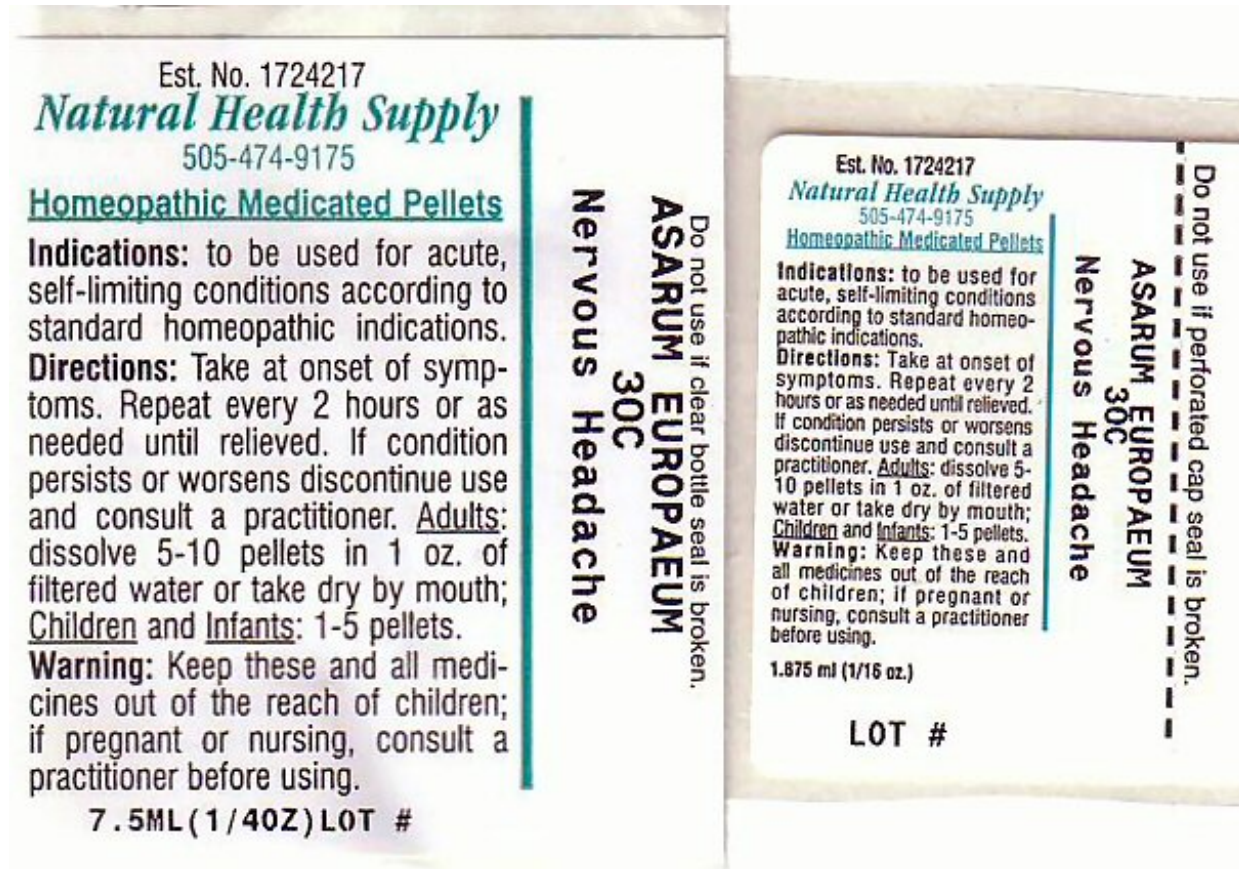 Est. No. 1724217
Natural Health Supply
505-474-9175
Homeopathic Medicated Pellets
Indications: to be used for acute,
self-limiting conditions according to
standard homeopathic indications.
Directions: Take at onset of symp-
toms. Repeat every 2 hours or as
needed until relieved. If condition
persists or worsens discontinue use
and consult a practitioner. Adults:
dissolve 5-10 pellets in 1 oz. of
filtered water or take dry by mouth;
Children and Infants: 1-5 pellets.
Warning: Keep these and all medi-
cines out of the reach of children;
if pregnant or nursing, consult a
practitioner before using.
7.5ML(1/4OZ)LOT #
Do not use if clear bottle seal is broken.
ASARUM EUROPAEUM
30C
Nervous Headache
Est. No. 1724217
Natural Health Supply
505-474-9175
Homeopathic Medicated Pellets
Indications: to be used for
acute, self-limiting conditions
according to standard homeo-
pathic indications.
Directions: Take at onset of
symptoms. Repeat every 2
hours or as needed until relieved.
If condition persists or worsens
discontinue use and consult a
practitioner. Adults: dissolve 5-
10 pellets in 1 oz. of filtered
water or take dry by mouth;
Children and Infants: 1-5 pellets.
Warning: Keep these and
all medicines out of the reach
of children; if pregnant or
nursing, consult a practitioner
before using.
1.875 ml (1/16 oz.)
LOT #
Do not use if perforated cap seal is broken.
ASARUM EUROPAEUM
30C
Nervous Headache